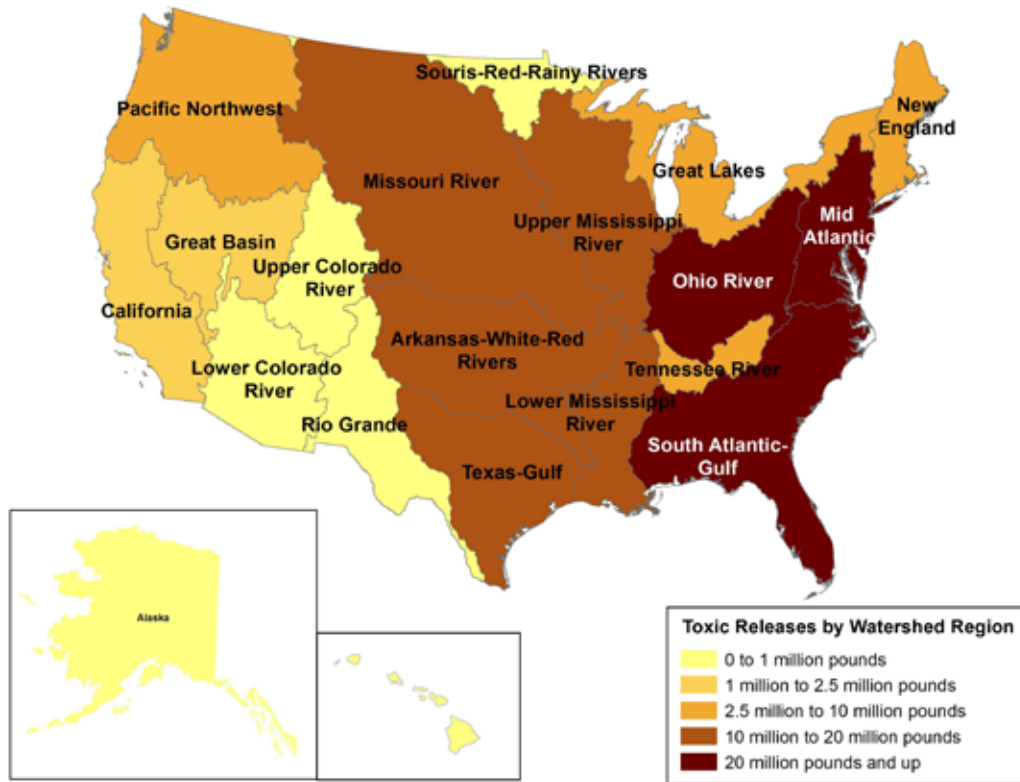 Souris-Red-Rainy Rivers
Pacific Northwest
New
England
Great Lakes
Missouri River
Mid
Atlantic
Upper Mississippi
River
Great Basin
Upper Colorado
River
Ohio River
California
Arkansas-White-Red
Rivers
Lower Colorado
River
Tennessee River
Lower Mississippi
River
Rio Grande
South Atlantic-
Gulf
Texas-Gulf
Alaska
Toxic Releases by Watershed Region
0 to 1 million pounds
1 million to 2.5 million pounds
2.5 million to 10 million pounds
10 million to 20 million pounds
20 million pounds and up